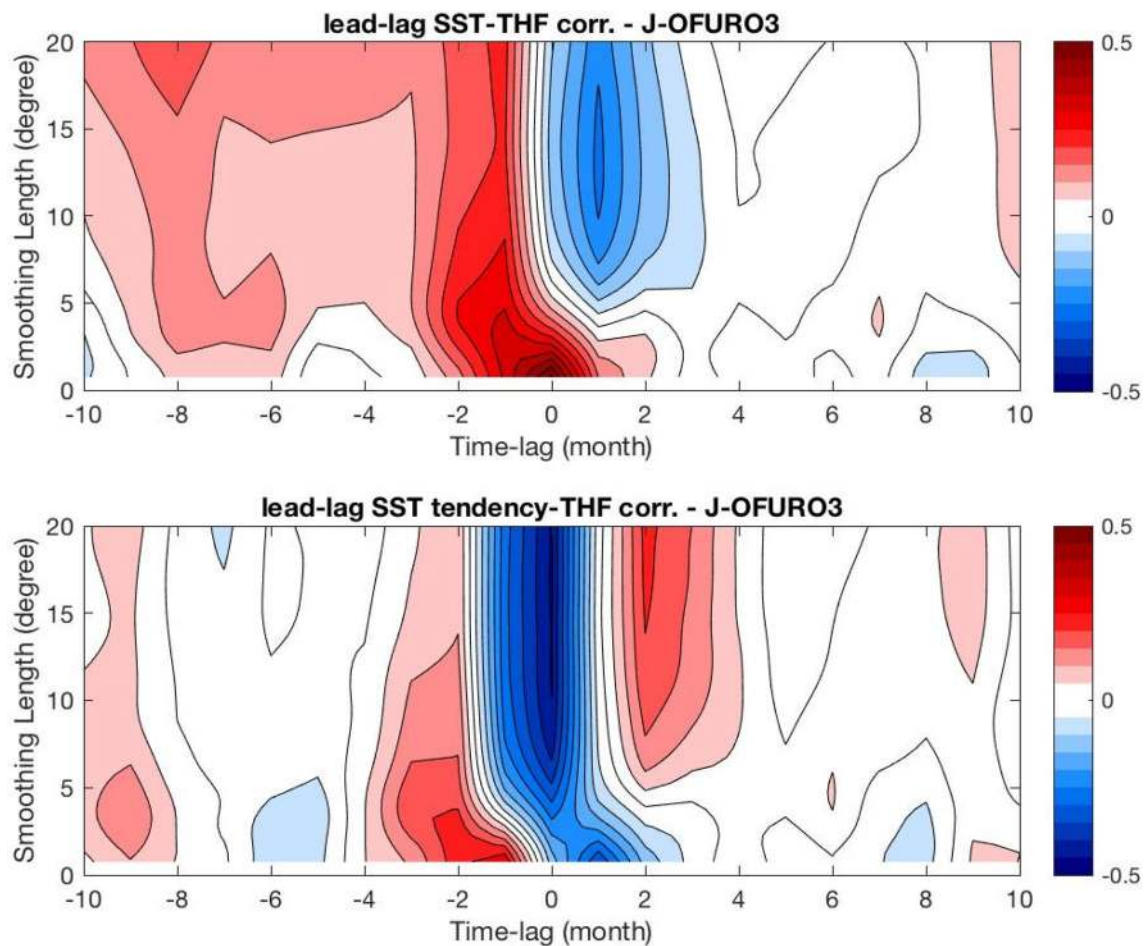 lead-lag SST-THF corr. - J-OFURO3
Smoothing Length (degree)
20
15
10
5
0
-10 -8 -6 -4 -2 0 2 4 6 8 10
Time-lag (month)
0.5
0
-0.5
lead-lag SST tendency-THF corr. - J-OFURO3
Smoothing Length (degree)
20
15
10
5
0
-10 -8 -6 -4 -2 0 2 4 6 8 10
Time-lag (month)
0.5
0
-0.5